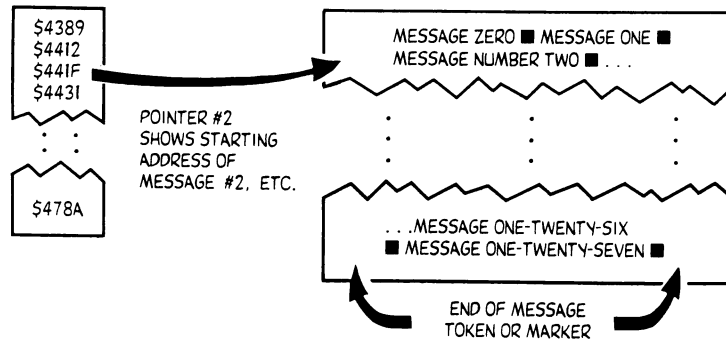 $4389
$4412
$441F
$4431
POINTER #2
SHOWS STARTING
ADDRESS OF
MESSAGE #2, ETC.
$478A
MESSAGE ZERO ■ MESSAGE ONE ■
MESSAGE NUMBER TWO ■ . . .
. . .MESSAGE ONE-TWENTY-SIX
■ MESSAGE ONE-TWENTY-SEVEN ■
END OF MESSAGE
TOKEN OR MARKER